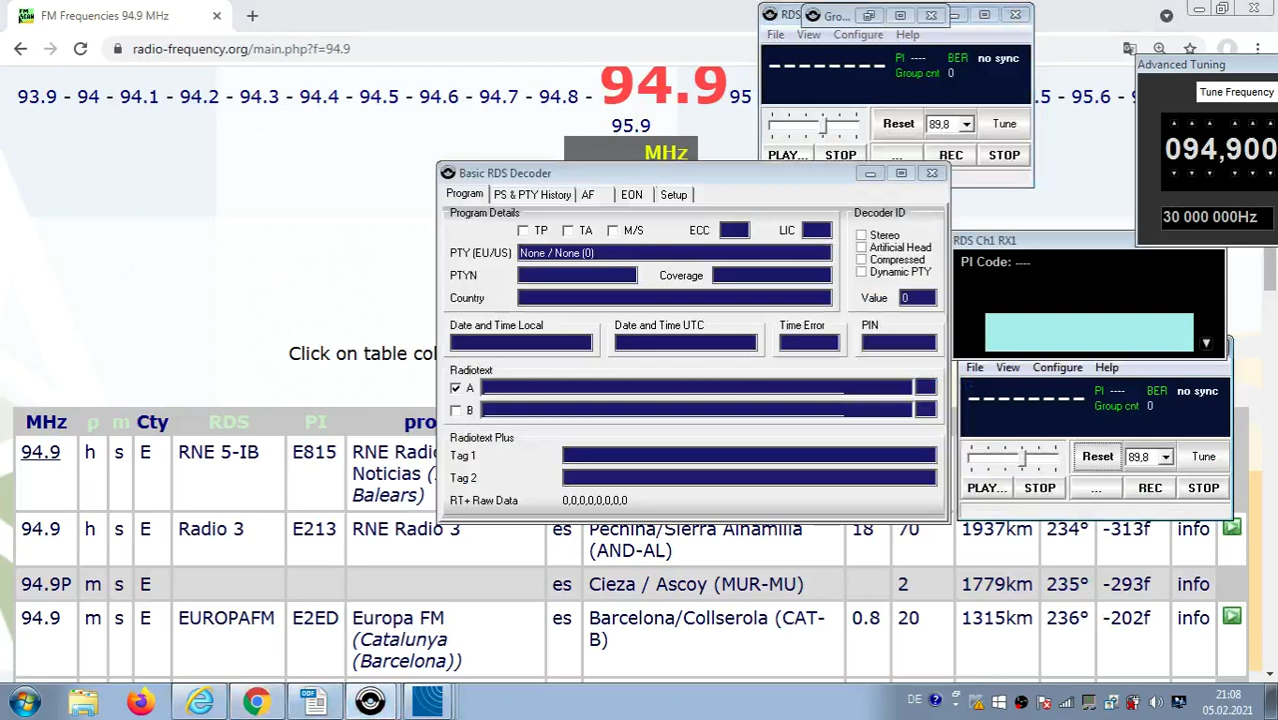 FM Frequencies 94.9 MHz
radio-frequency.org/main.php?f=94.9
93.9 - 94 - 94.1 - 94.2 - 94.3 - 94.4 - 94.5 - 94.6 - 94.7 - 94.8 - 94.9 95
.5 - 95.6 -
95.9
MHz
Click on table col
RDS
Gro...
File View Configure Help
-------- PI ---- BER no sync
Group cnt 0
Reset 89,8 Tune
PLAY... STOP ... REC STOP
Advanced Tuning
Tune Frequency
094,900
30 000 000Hz
Basic RDS Decoder
Program PS & PTY History AF EON Setup
Program Details
TP TA M/S ECC LIC
PTY (EU/US) None / None (0)
PTYN Coverage
Country
Decoder ID
Stereo
Artificial Head
Compressed
Dynamic PTY
Value 0
Date and Time Local Date and Time UTC Time Error PIN
Radiotext
A
B
Radiotext Plus
Tag 1
Tag 2
RT+ Raw Data 0,0,0,0,0,0,0,0
RDS Ch1 RX1
PI Code: ----
File View Configure Help
-------- PI ---- BER no sync
Group cnt 0
Reset 89,8 Tune
PLAY... STOP ... REC STOP
MHz p m Cty RDS PI pro
94.9 h s E RNE 5-IB E815 RNE Radio
Noticias (
Balears)
94.9 h s E Radio 3 E213 RNE Radio 3 es Pechina/Sierra Alhamilla
(AND-AL) 18 70 1937km 234° -313f info
94.9P m s E es Cieza / Ascoy (MUR-MU) 2 1779km 235° -293f info
94.9 m s E EUROPAFM E2ED Europa FM
(Catalunya
(Barcelona)) es Barcelona/Collserola (CAT-
B) 0.8 20 1315km 236° -202f info
DE
21:08
05.02.2021